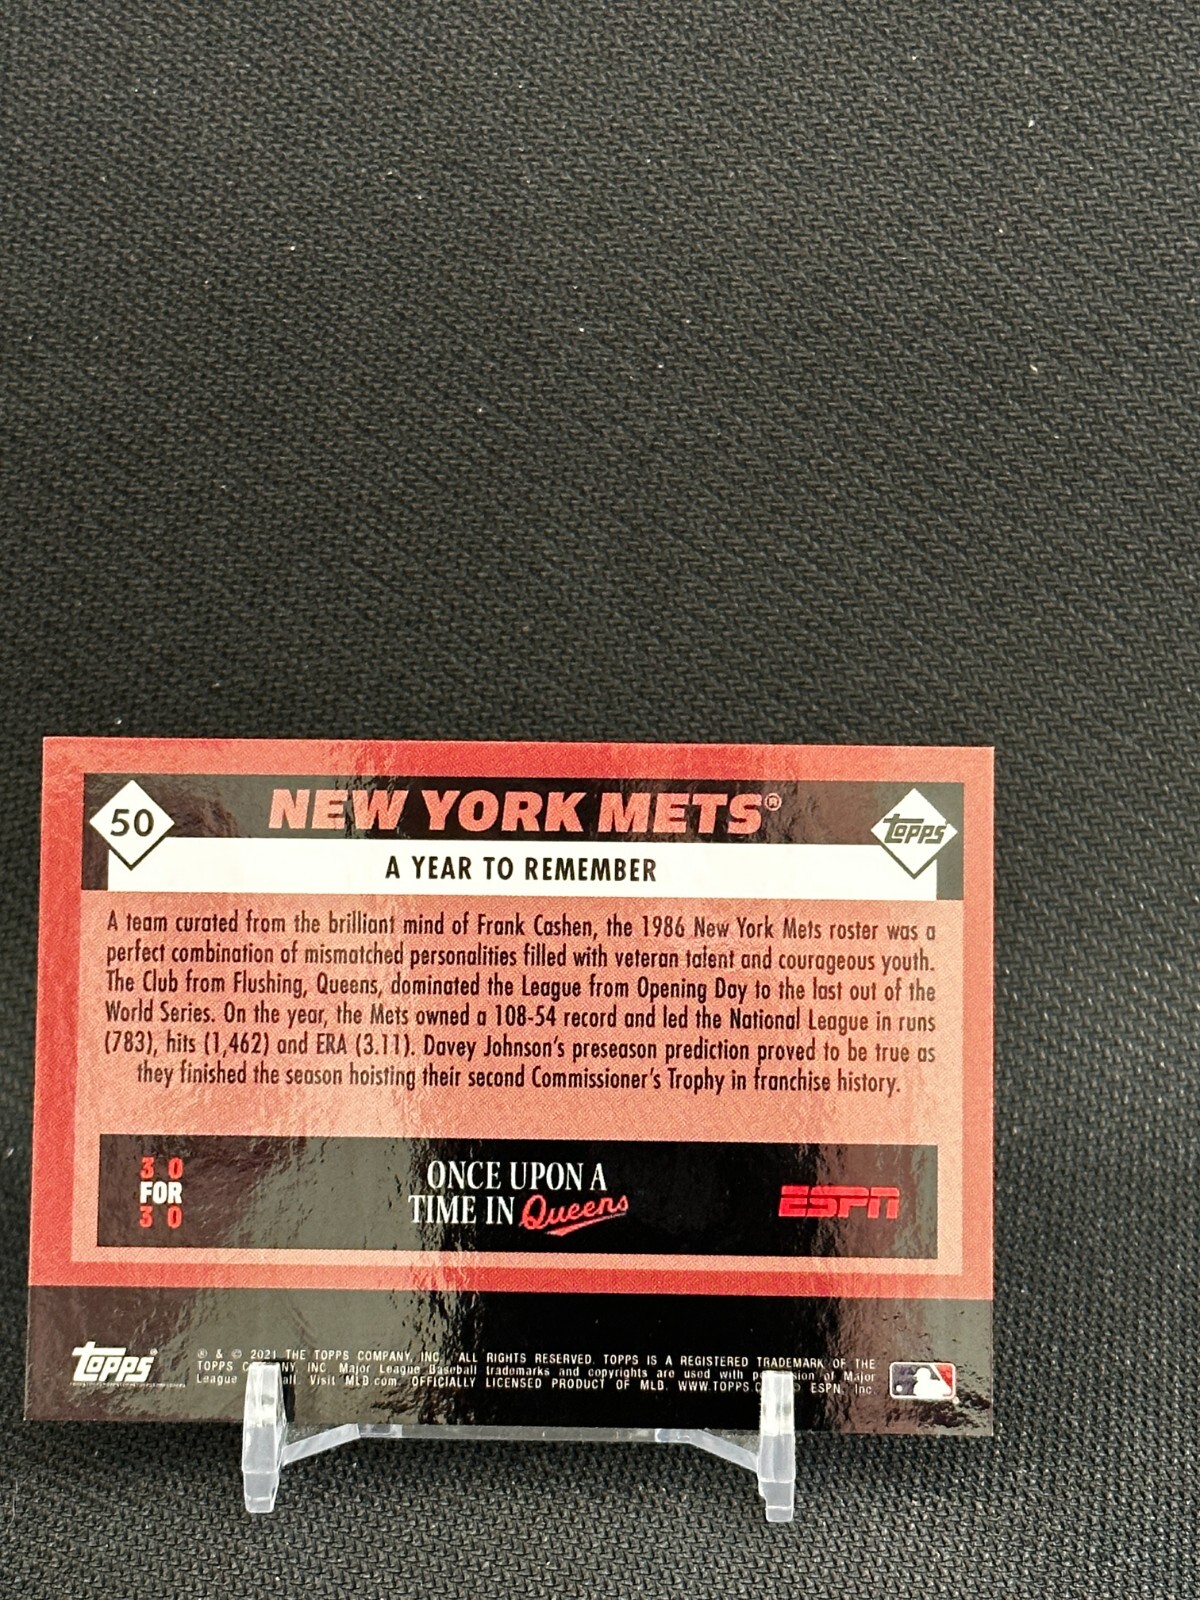 50
NEW YORK METS®
topps
A YEAR TO REMEMBER
A team curated from the brilliant mind of Frank Cashen, the 1986 New York Mets roster was a
perfect combination of mismatched personalities filled with veteran talent and courageous youth.
The Club from Flushing, Queens, dominated the League from Opening Day to the last out of the
World Series. On the year, the Mets owned a 108-54 record and led the National League in runs
(783), hits (1,462) and ERA (3.11). Davey Johnson's preseason prediction proved to be true as
they finished the season hoisting their second Commissioner's Trophy in franchise history.
30
FOR
30
ONCE UPON A
TIME IN Queens
ESPN
topps®
® & © 2021 THE TOPPS COMPANY, INC. ALL RIGHTS RESERVED. TOPPS IS A REGISTERED TRADEMARK OF THE
TOPPS INC. Major League Baseball trademarks and copyrights are used with of Major
League Visit MLB.com. OFFICIALLY LICENSED PRODUCT OF MLB. ESPN, Inc